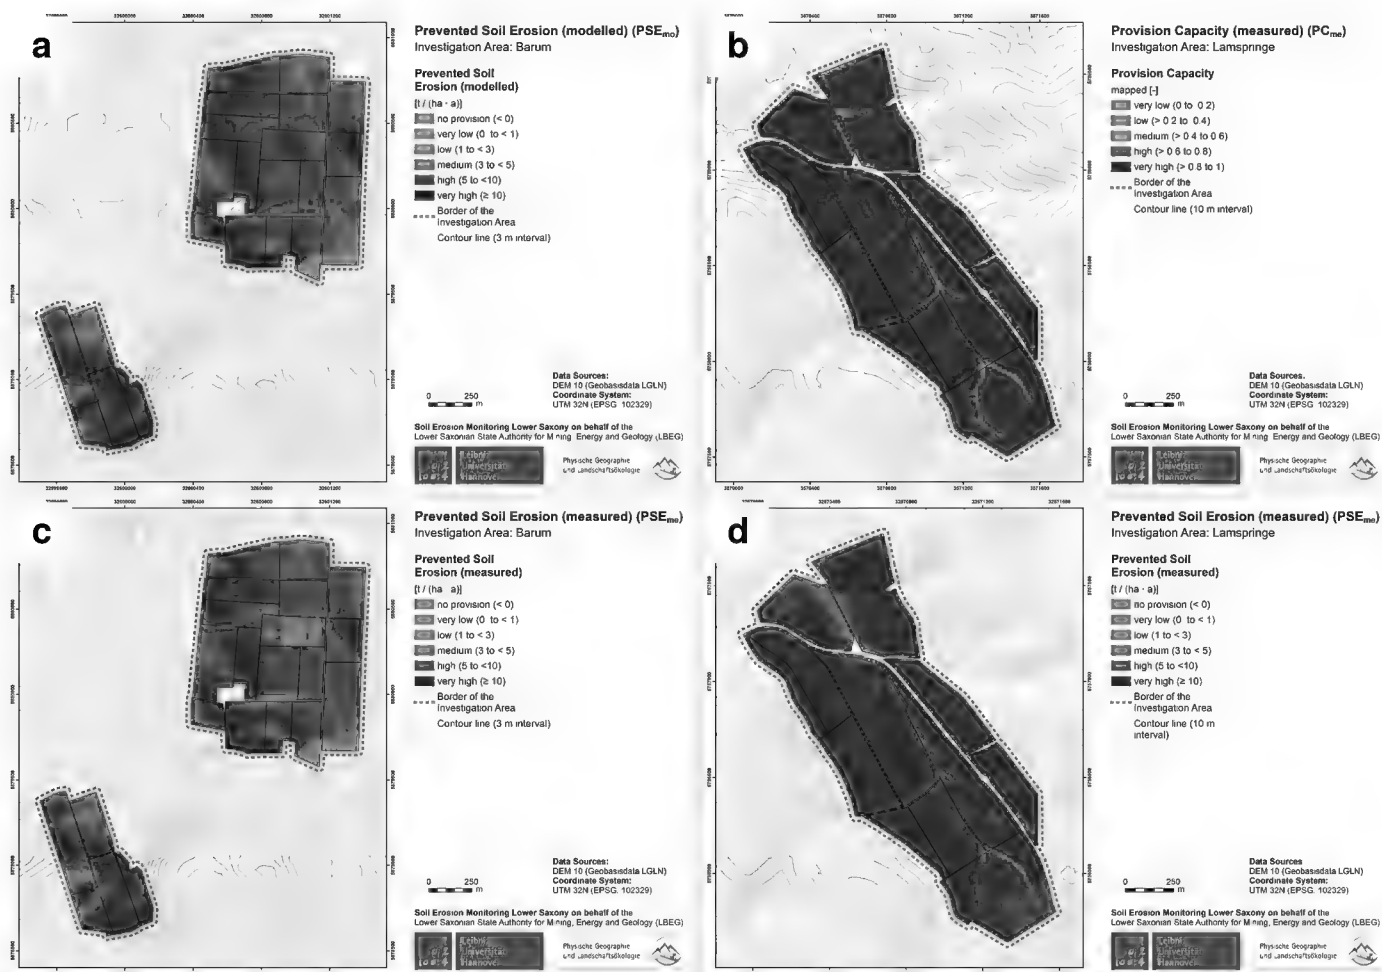 a
Prevented Soil Erosion (modelled) (PSEmo)
Investigation Area: Barum
Prevented Soil
Erosion (modelled)
[t / (ha · a)]
no provision (< 0)
very low (0 to < 1)
low (1 to < 3)
medium (3 to < 5)
high (5 to <10)
very high (≥ 10)
Border of the
Investigation Area
Contour line (3 m interval)
0 250
m
Data Sources:
DEM 10 (Geobasisdata LGLN)
Coordinate System:
UTM 32N (EPSG 102329)
Soil Erosion Monitoring Lower Saxony on behalf of the
Lower Saxonian State Authority for Mining, Energy and Geology (LBEG)
Leibniz
Universität
Hannover
Physische Geographie
und Landschaftsökologie
b
Provision Capacity (measured) (PCme)
Investigation Area: Lamspringe
Provision Capacity
mapped [-]
very low (0 to 0 2)
low (> 0 2 to 0.4)
medium (> 0 4 to 0 6)
high (> 0 6 to 0 8)
very high (> 0 8 to 1)
Border of the
Investigation Area
Contour line (10 m interval)
0 250
m
Data Sources.
DEM 10 (Geobasisdata LGLN)
Coordinate System:
UTM 32N (EPSG 102329)
Soil Erosion Monitoring Lower Saxony on behalf of the
Lower Saxonian State Authority for Mining Energy and Geology (LBEG)
Leibniz
Universität
Hannover
Physische Geographie
und Landschaftsökologie
c
Prevented Soil Erosion (measured) (PSEme)
Investigation Area: Barum
Prevented Soil
Erosion (measured)
[t / (ha a)]
no provision (< 0)
very low (0 to < 1)
low (1 to < 3)
medium (3 to < 5)
high (5 to <10)
very high (≥ 10)
Border of the
Investigation Area
Contour line (3 m interval)
0 250
m
Data Sources:
DEM 10 (Geobasisdata LGLN)
Coordinate System:
UTM 32N (EPSG. 102329)
Soil Erosion Monitoring Lower Saxony on behalf of the
Lower Saxonian State Authority for Mining, Energy and Geology (LBEG)
Leibniz
Universität
Hannover
Physische Geographie
und Landschaftsökologie
d
Prevented Soil Erosion (measured) (PSEme)
Investigation Area: Lamspringe
Prevented Soil
Erosion (measured)
[t / (ha · a)]
no provision (< 0)
very low (0 to < 1)
low (1 to < 3)
medium (3 to < 5)
high (5 to <10)
very high (≥ 10)
Border of the
Investigation Area
Contour line (10 m
interval)
0 250
m
Data Sources
DEM 10 (Geobasisdata LGLN)
Coordinate System:
UTM 32N (EPSG 102329)
Soil Erosion Monitoring Lower Saxony on behalf of the
Lower Saxonian State Authority for Mining, Energy and Geology (LBEG)
Leibniz
Universität
Hannover
Physische Geographie
und Landschaftsökologie